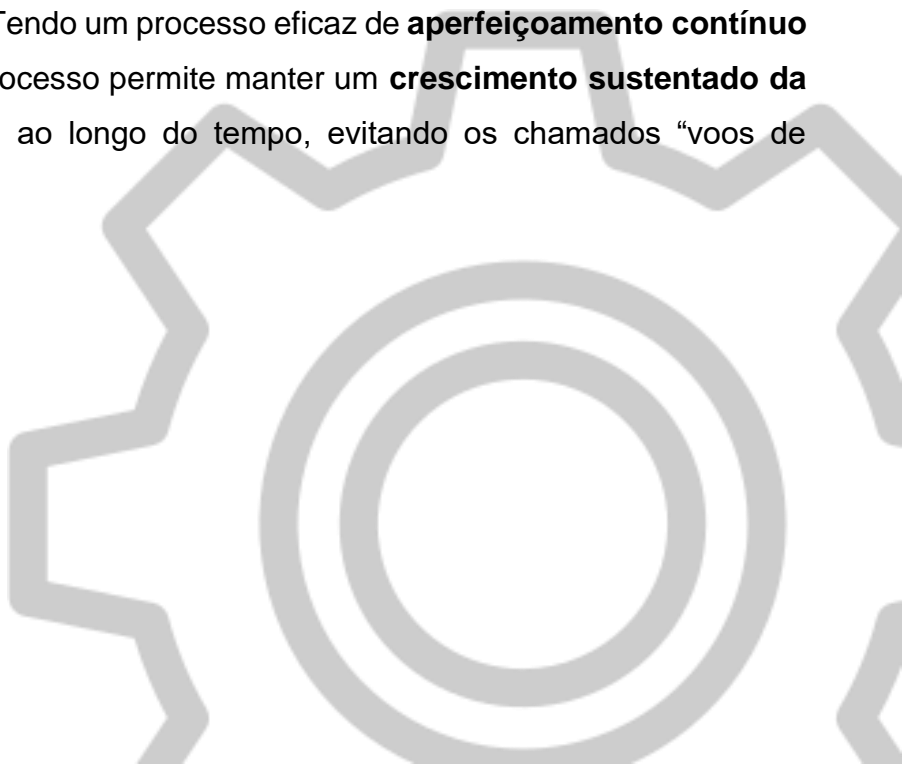 Tendo um processo eficaz de aperfeiçoamento contínuo
rocesso permite manter um crescimento sustentado da
ao longo do tempo, evitando os chamados “voos de